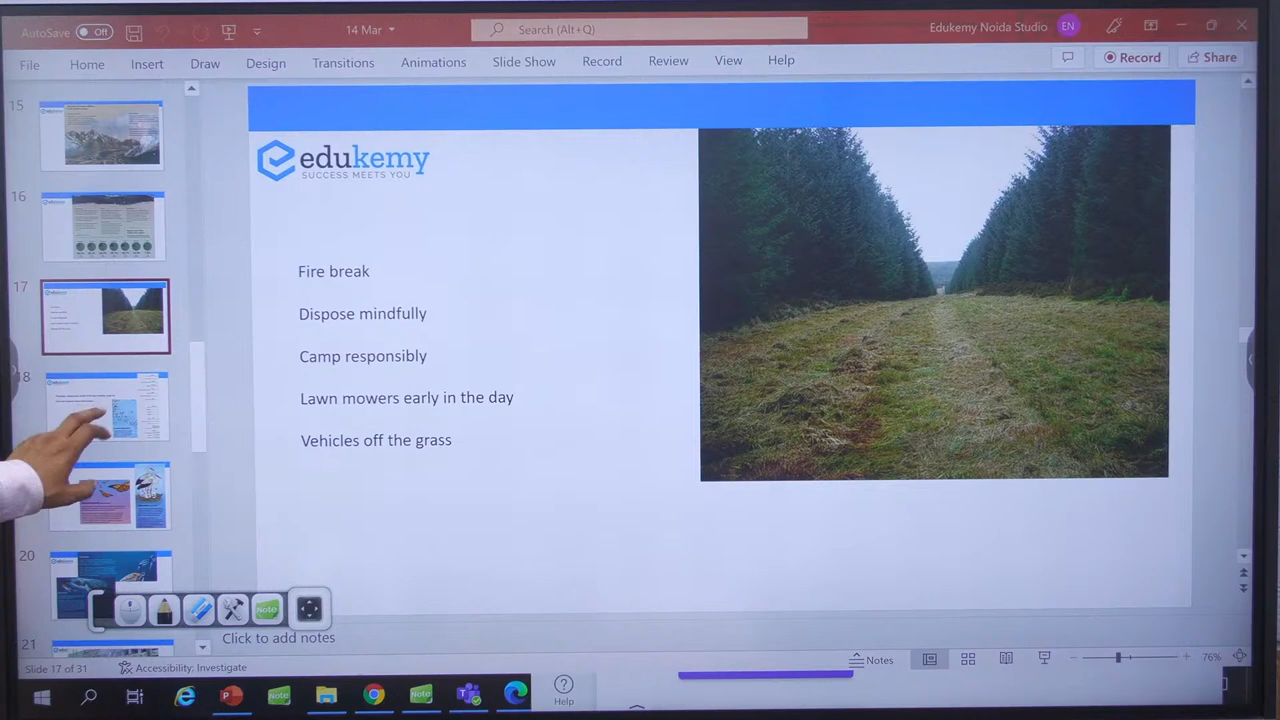 AutoSave Off
14 Mar
Search (Alt+Q)
Edukemy Noida Studio EN
File Home Insert Draw Design Transitions Animations Slide Show Record Review View Help
Record Share
15
16
17
18
20
21
edukemy
SUCCESS MEETS YOU
Fire break
Dispose mindfully
Camp responsibly
Lawn mowers early in the day
Vehicles off the grass
Note
Click to add notes
Slide 17 of 31 Accessibility: Investigate
Notes
76%
Note
Note
Help